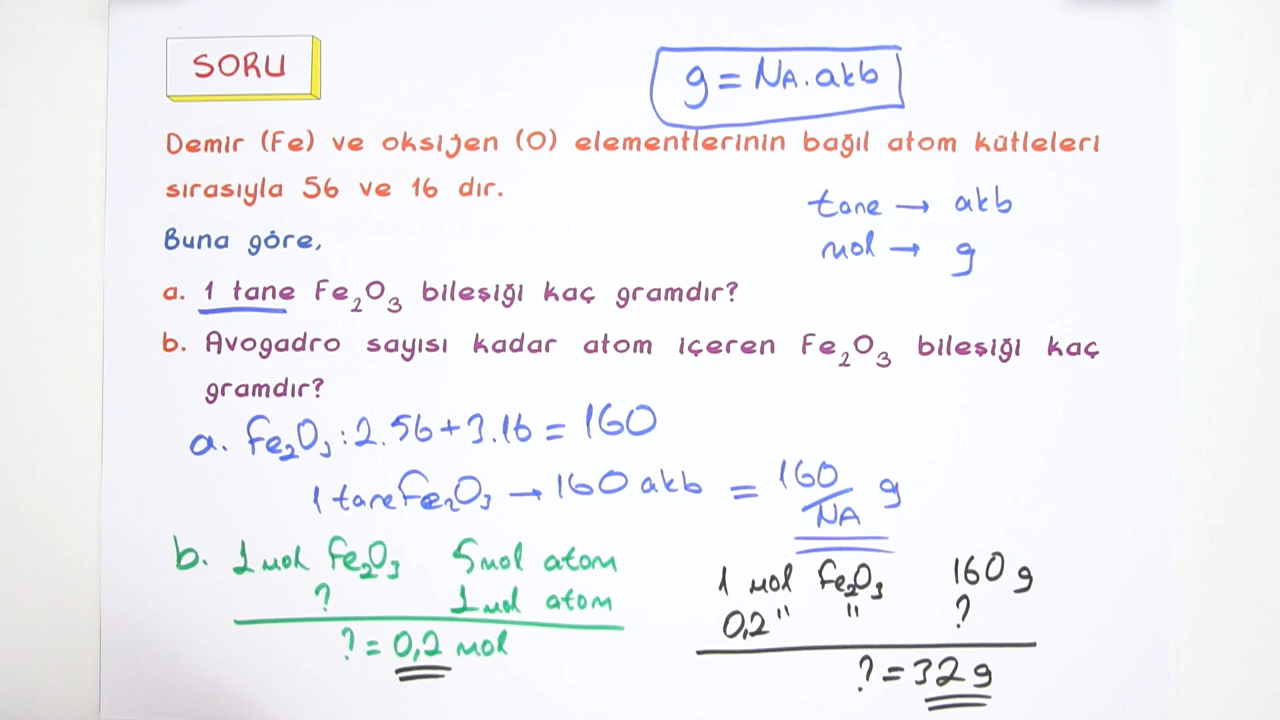 SORU
g = NA.akb
Demir (Fe) ve oksijen (O) elementlerinin bağıl atom kütleleri
sırasıyla 56 ve 16 dır.
tane → akb
Buna göre,
mol → g
a. 1 tane Fe₂O₃ bileşiği kaç gramdır?
b. Avogadro sayısı kadar atom içeren Fe₂O₃ bileşiği kaç
gramdır?
a. Fe₂O₃ : 2.56+3.16 = 160
1 tane Fe₂O₃ → 160 akb = 160/NA g
b. 1 mol Fe₂O₃ 5 mol atom
? 1 mol atom
? = 0,2 mol
1 mol Fe₂O₃ 160 g
0,2 " " ?
? = 32 g